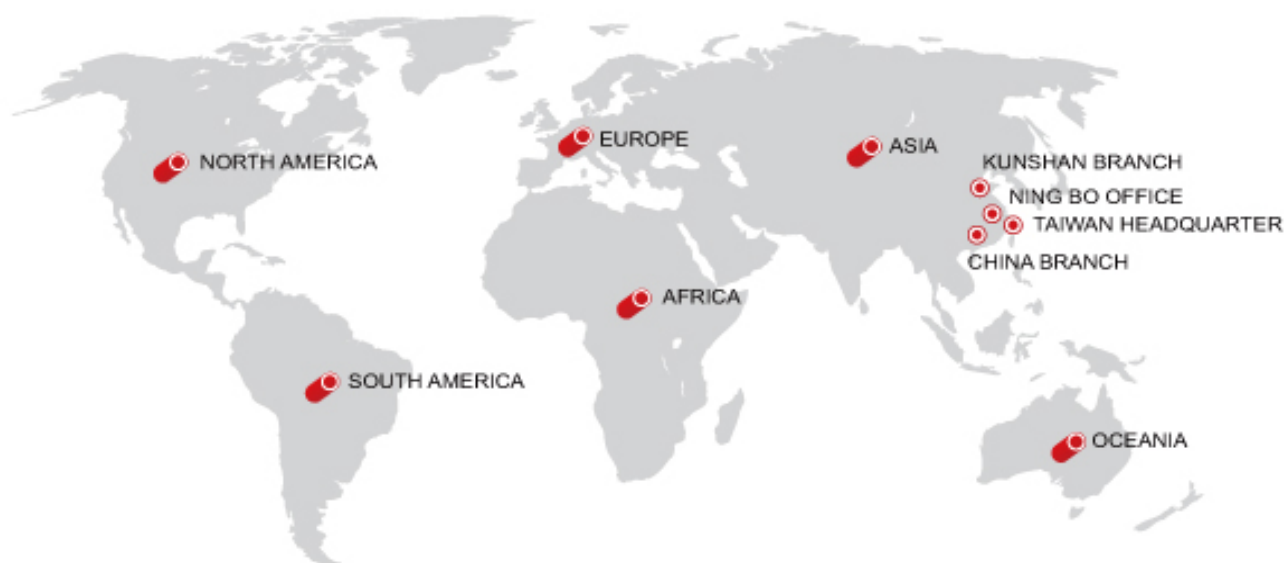 EUROPE
ASIA
NORTH AMERICA
KUNSHAN BRANCH
NING BO OFFICE
TAIWAN HEADQUARTER
CHINA BRANCH
AFRICA
SOUTH AMERICA
OCEANIA